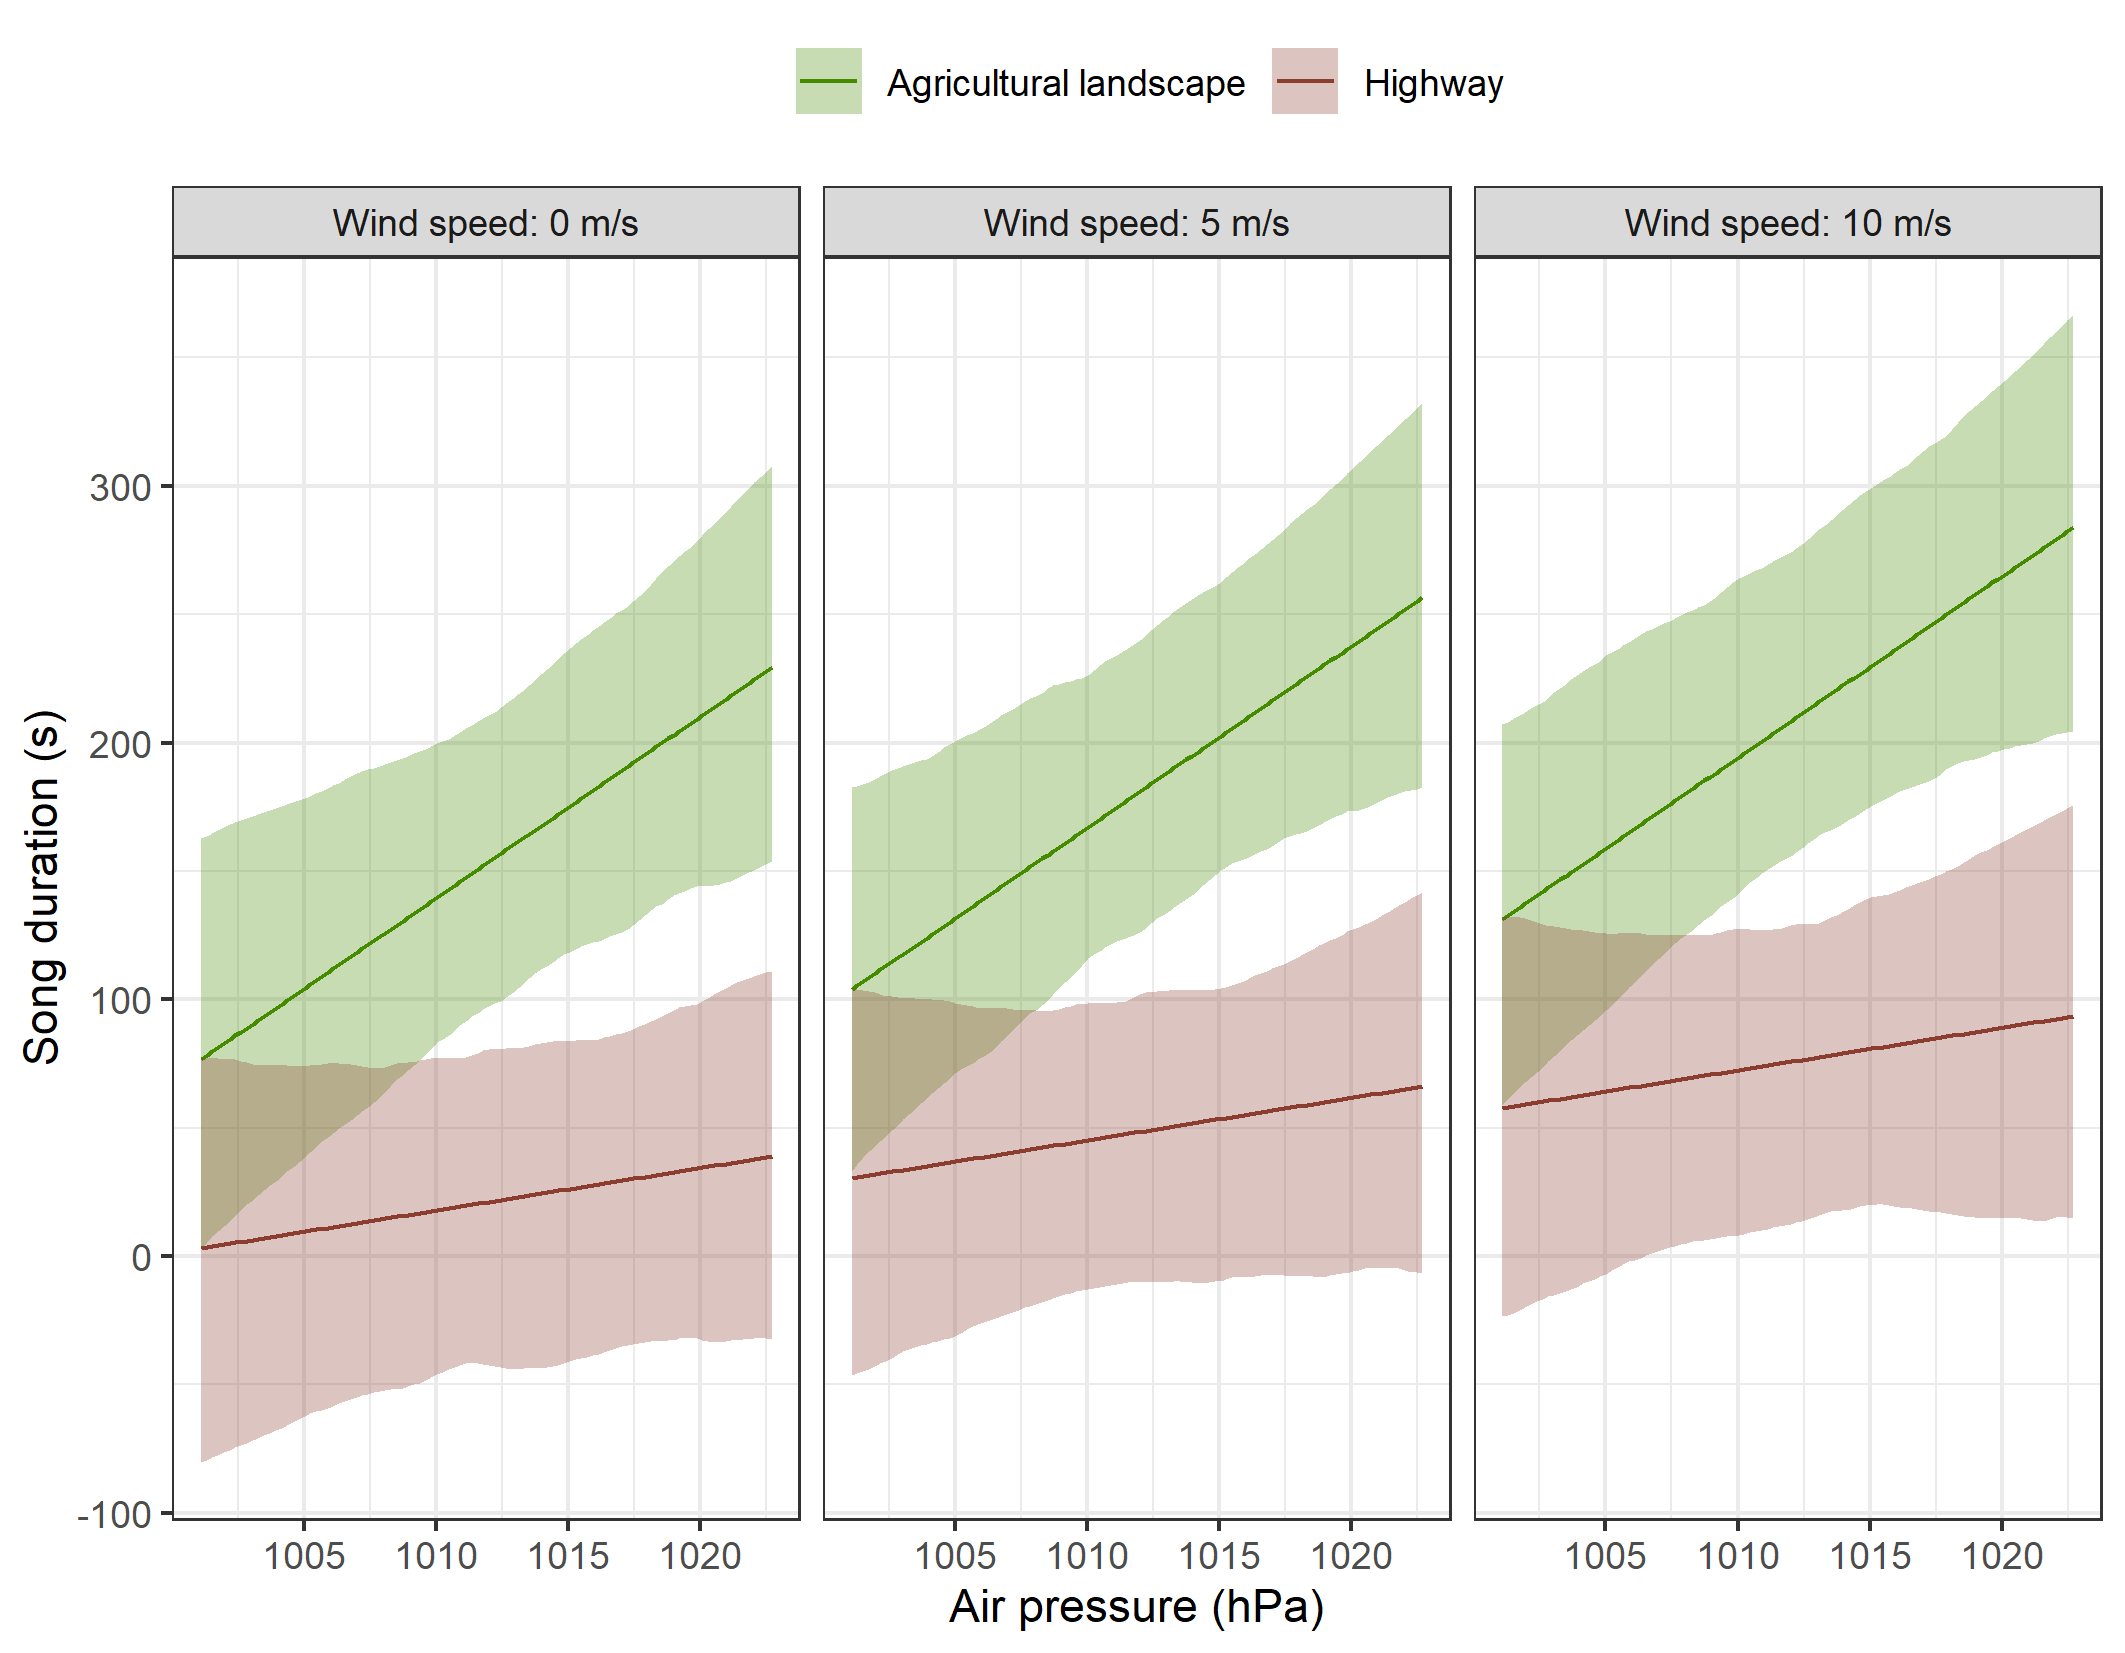 Agricultural landscape Highway
Wind speed: 0 m/s Wind speed: 5 m/s Wind speed: 10 m/s
300
200
100
0
-100
Song duration (s)
1005 1010 1015 1020 1005 1010 1015 1020 1005 1010 1015 1020
Air pressure (hPa)